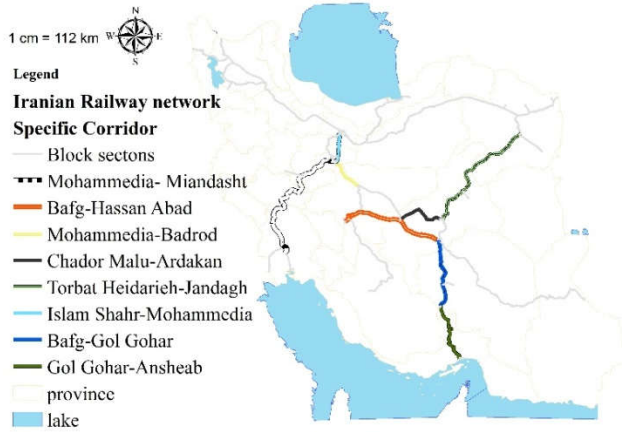 N
1 cm = 112 km W E
S
Legend
Iranian Railway network
Specific Corridor
Block sectons
Mohammedia- Miandasht
Bafg-Hassan Abad
Mohammedia-Badrod
Chador Malu-Ardakan
Torbat Heidarieh-Jandagh
Islam Shahr-Mohammedia
Bafg-Gol Gohar
Gol Gohar-Ansheab
province
lake